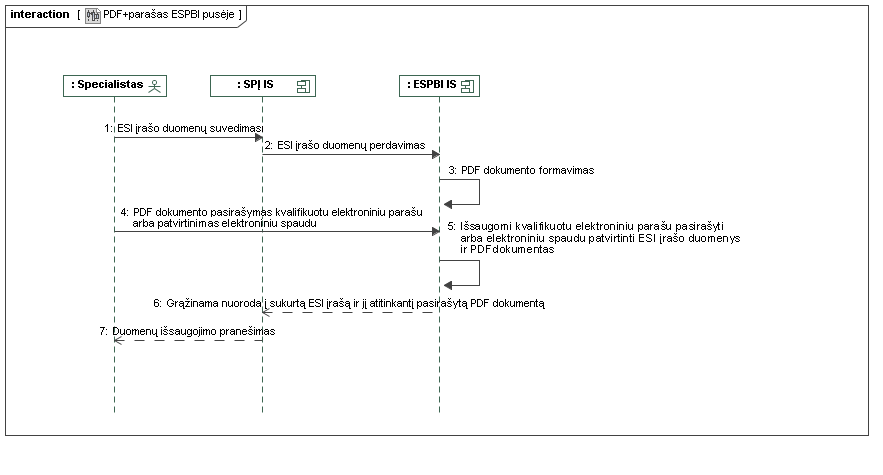 interaction [ PDF+parašas ESPBI pusėje ]
: Specialistas
: SPĮ IS
: ESPBI IS
1: ESI įrašo duomenų suvedimas
2: ESI įrašo duomenų perdavimas
3: PDF dokumento formavimas
4: PDF dokumento pasirašymas kvalifikuotu elektroniniu parašu
arba patvirtinimas elektroniniu spaudu
5: Išsaugomi kvalifikuotu elektroniniu parašu pasirašyti
arba elektroniniu spaudu patvirtinti ESI įrašo duomenys
ir PDF dokumentas
6: Grąžinama nuoroda į sukurtą ESI įrašą ir jį atitinkantį pasirašytą PDF dokumentą
7: Duomenų išsaugojimo pranešimas